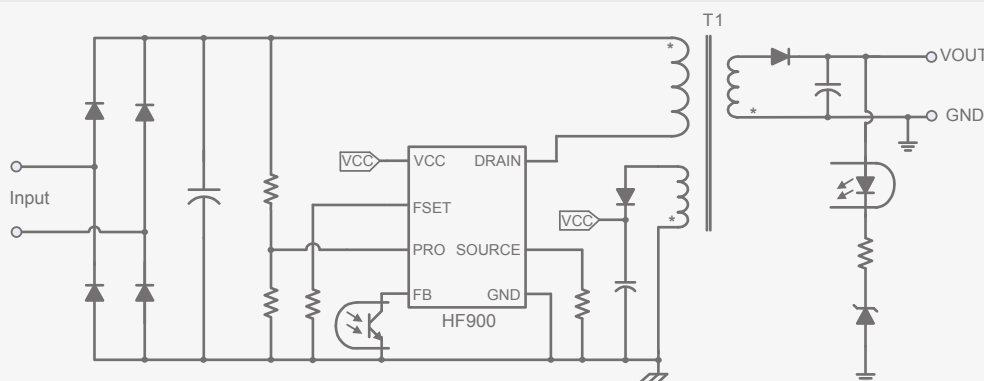 T1
*
VOUT
GND
*
Input
VCC
VCC
DRAIN
FSET
VCC
*
PRO
SOURCE
FB
GND
HF900